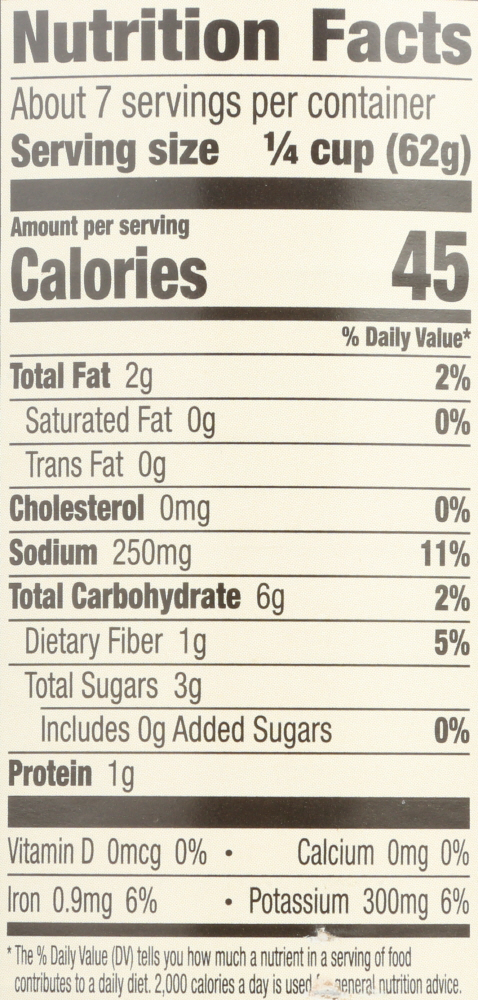 Nutrition Facts
About 7 servings per container
Serving size ¼ cup (62g)
Amount per serving
Calories 45
% Daily Value*
Total Fat 2g 2%
Saturated Fat 0g 0%
Trans Fat 0g
Cholesterol 0mg 0%
Sodium 250mg 11%
Total Carbohydrate 6g 2%
Dietary Fiber 1g 5%
Total Sugars 3g
Includes 0g Added Sugars 0%
Protein 1g
Vitamin D 0mcg 0% • Calcium 0mg 0%
Iron 0.9mg 6% • Potassium 300mg 6%
* The % Daily Value (DV) tells you how much a nutrient in a serving of food
contributes to a daily diet. 2,000 calories a day is used general nutrition advice.